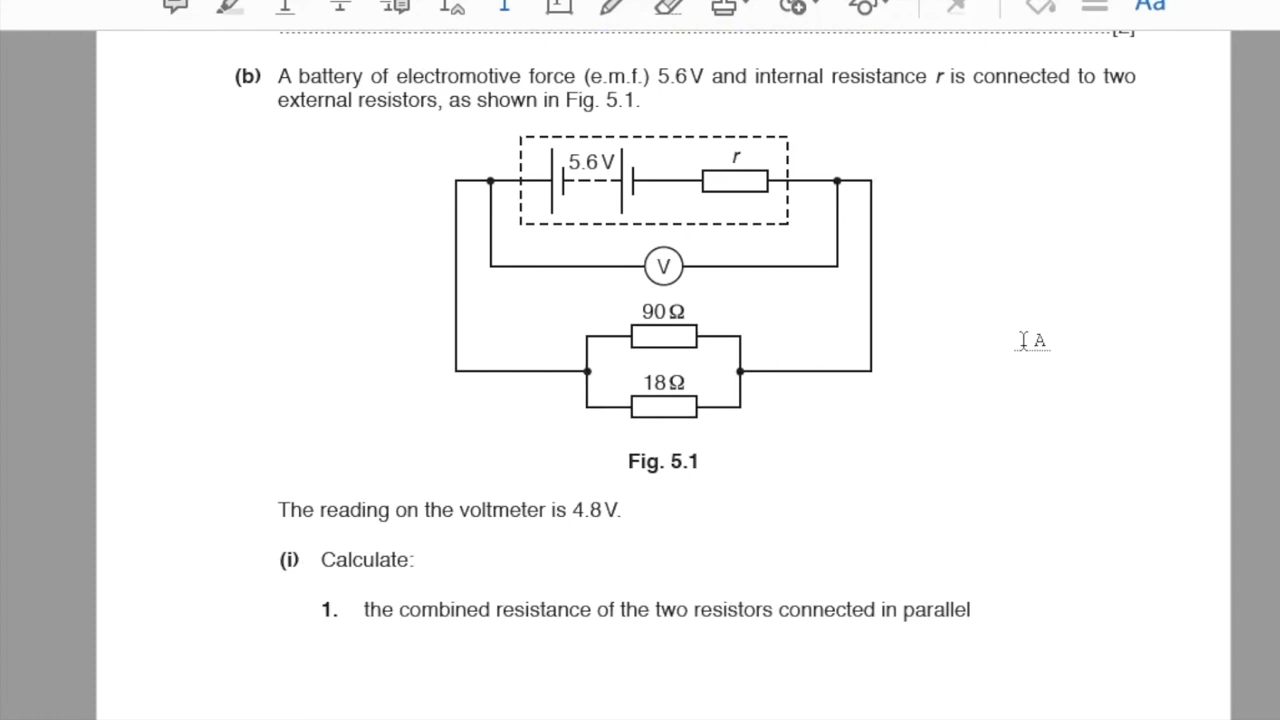 Aa
(b) A battery of electromotive force (e.m.f.) 5.6V and internal resistance r is connected to two
external resistors, as shown in Fig. 5.1.
5.6V
r
V
90Ω
A
18Ω
Fig. 5.1
The reading on the voltmeter is 4.8V.
(i) Calculate:
1. the combined resistance of the two resistors connected in parallel